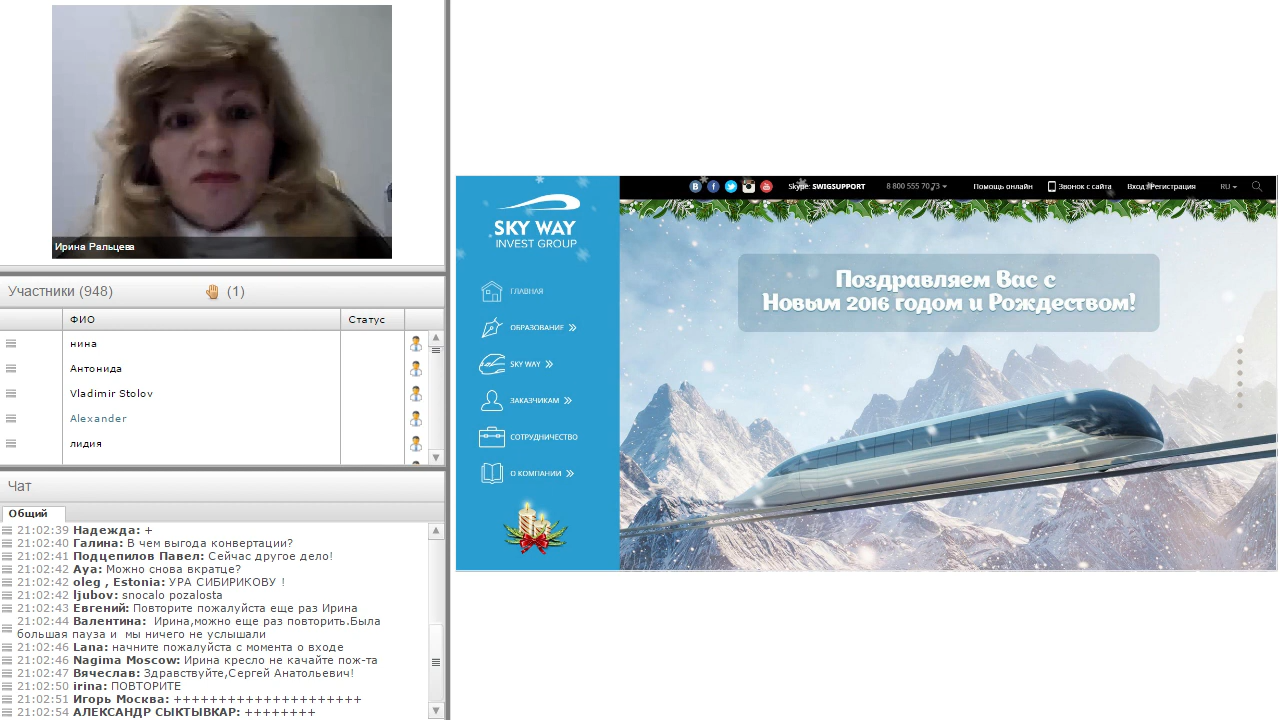 Ирина Ральцева
Участники (948)
(1)
ФИО
Статус
нина
Антонида
Vladimir Stolov
Alexander
лидия
Чат
Общий
21:02:39 Надежда: +
21:02:40 Галина: В чем выгода конвертации?
21:02:41 Подцепилов Павел: Сейчас другое дело!
21:02:42 Aya: Можно снова вкратце?
21:02:42 oleg , Estonia: УРА СИБИРИКОВУ !
21:02:42 ljubov: snocalo pozalosta
21:02:43 Евгений: Повторите пожалуйста еще раз Ирина
21:02:44 Валентина: Ирина,можно еще раз повторить.Была
большая пауза и мы ничего не услышали
21:02:46 Lana: начните пожалуйста с момента о входе
21:02:46 Nagima Moscow: Ирина кресло не качайте пож-та
21:02:47 Вячеслав: Здравствуйте,Сергей Анатольевич!
21:02:50 irina: ПОВТОРИТЕ
21:02:51 Игорь Москва: +++++++++++++++++++++
21:02:54 АЛЕКСАНДР СЫКТЫВКАР: ++++++++
Skype: SWIGSUPPORT
8 800 555 70 73
Помощь онлайн
Звонок с сайта
Вход / Регистрация
RU
SKY WAY
INVEST GROUP
ГЛАВНАЯ
ОБРАЗОВАНИЕ
SKY WAY
ЗАКАЗЧИКАМ
СОТРУДНИЧЕСТВО
О КОМПАНИИ
Поздравляем Вас с
Новым 2016 годом и Рождеством!